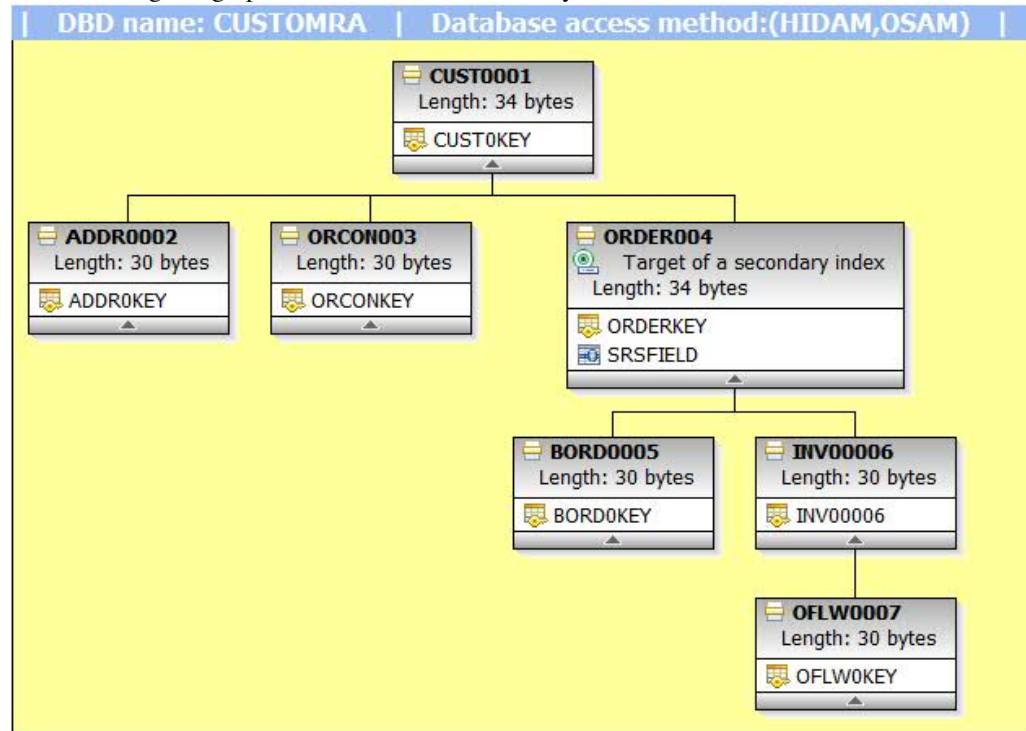 | DBD name: CUSTOMRA | Database access method:(HIDAM,OSAM) |
CUST0001
Length: 34 bytes
CUST0KEY
ADDR0002
Length: 30 bytes
ADDR0KEY
ORCON003
Length: 30 bytes
ORCONKEY
ORDER004
Target of a secondary index
Length: 34 bytes
ORDERKEY
SRSFIELD
BORD0005
Length: 30 bytes
BORD0KEY
INV00006
Length: 30 bytes
INV00006
OFLW0007
Length: 30 bytes
OFLW0KEY